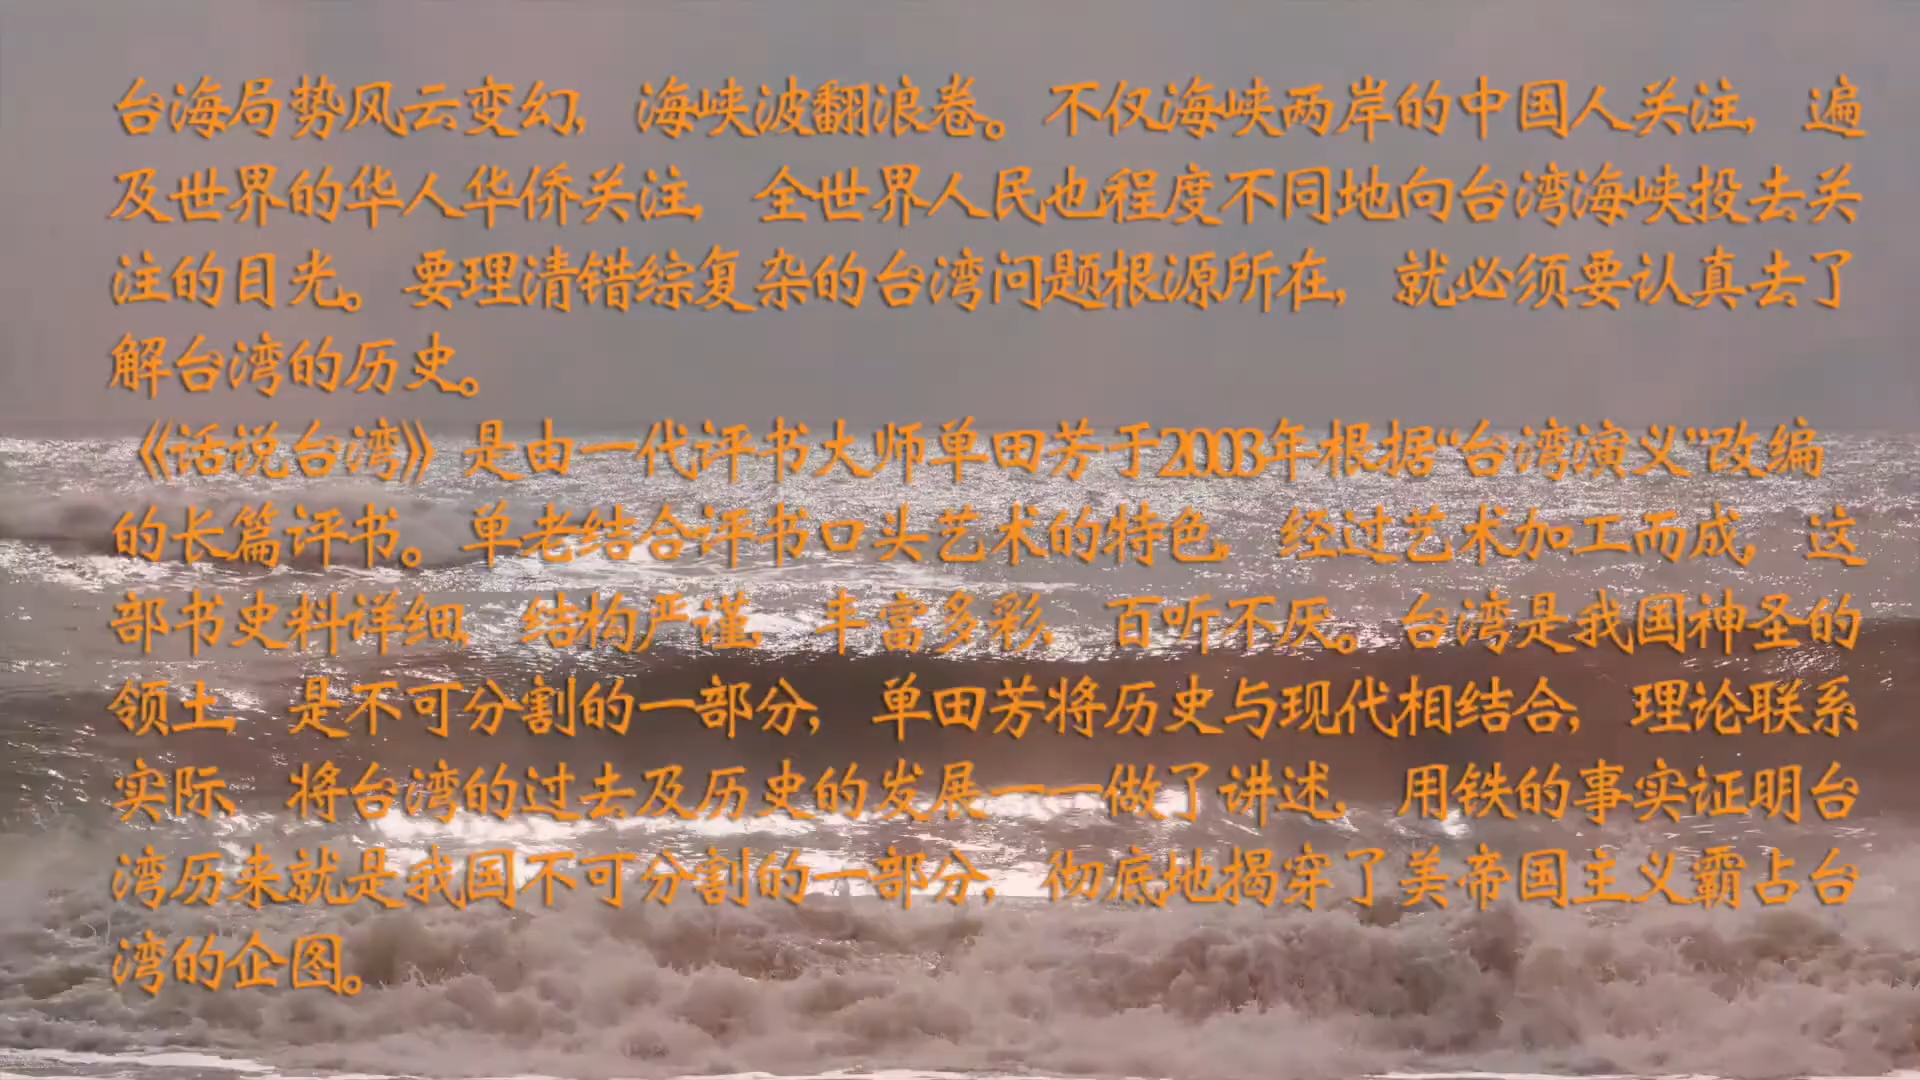 台海局势风云变幻，海峡波翻浪卷。不仅海峡两岸的中国人关注，遍
及世界的华人华侨关注，全世界人民也程度不同地向台湾海峡投去关
注的目光。要理清错综复杂的台湾问题根源所在，就必须要认真去了
解台湾的历史。
《话说台湾》是由一代评书大师单田芳于2003年根据“台湾演义”改编
的长篇评书。单老结合评书口头艺术的特色，经过艺术加工而成，这
部书史料详细，结构严谨，丰富多彩，百听不厌。台湾是我国神圣的
领土，是不可分割的一部分，单田芳将历史与现代相结合，理论联系
实际，将台湾的过去及历史的发展一一做了讲述，用铁的事实证明台
湾历来就是我国不可分割的一部分，彻底地揭穿了美帝国主义霸占台
湾的企图。